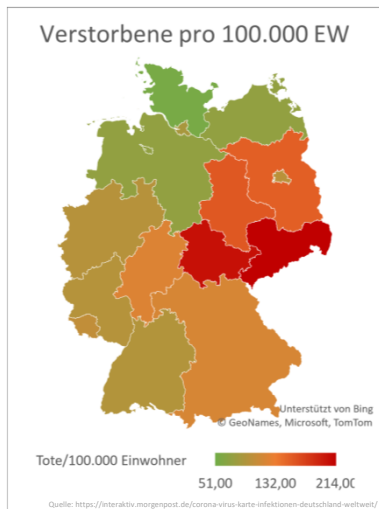 Verstorbene pro 100.000 EW
Unterstützt von Bing
© GeoNames, Microsoft, TomTom
Tote/100.000 Einwohner
51,00 132,00 214,00
Quelle: https://interaktiv.morgenpost.de/corona-virus-karte-infektionen-deutschland-weltweit/